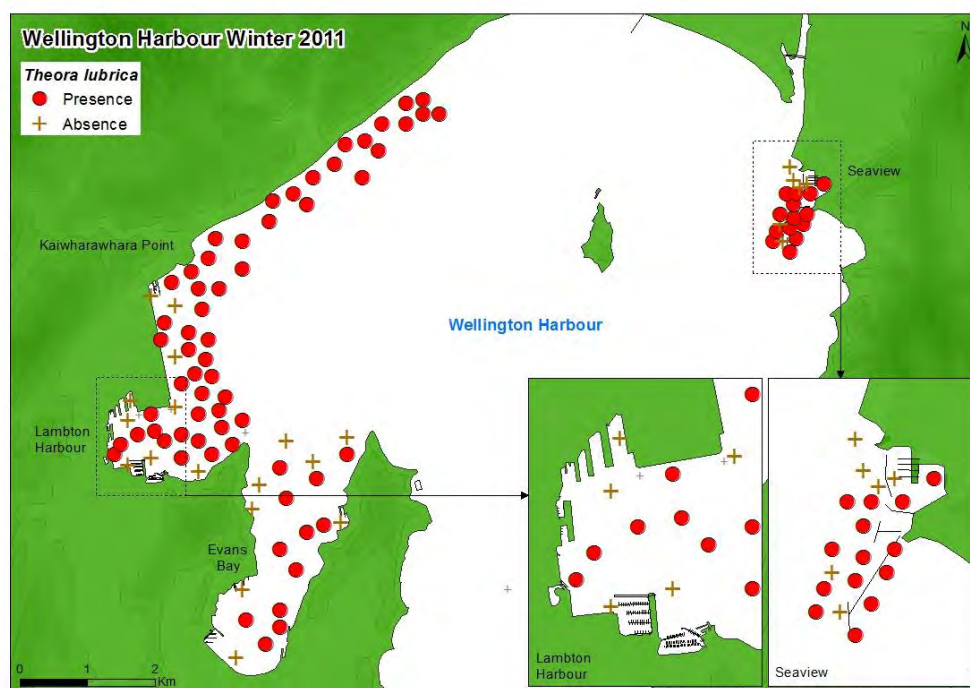 Wellington Harbour Winter 2011
N
Theora lubrica
Presence
Absence
Seaview
Kaiwharawhara Point
Wellington Harbour
Lambton
Harbour
Evans
Bay
0 1 2
Km
Lambton
Harbour
Seaview